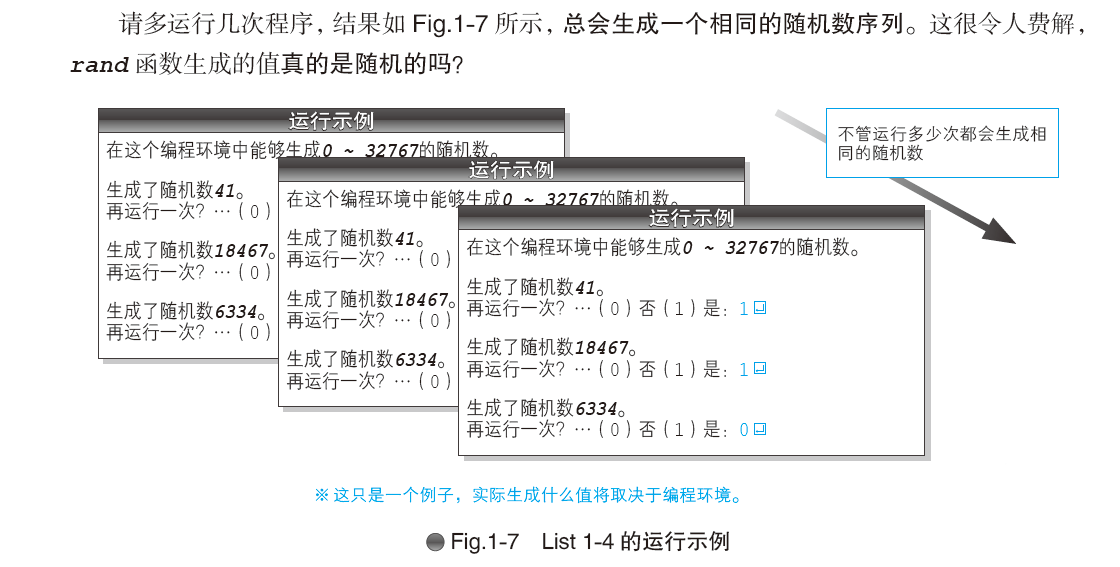 请多运行几次程序，结果如 Fig.1-7 所示，总会生成一个相同的随机数序列。这很令人费解，
rand 函数生成的值真的是随机的吗？
不管运行多少次都会生成相
同的随机数
运行示例
在这个编程环境中能够生成0 ~ 32767的随机数。
生成了随机数41。
再运行一次？…（0）
生成了随机数18467。
再运行一次？…（0）
生成了随机数6334。
再运行一次？…（0）
运行示例
在这个编程环境中能够生成0 ~ 32767的随机数。
生成了随机数41。
再运行一次？…（0）
生成了随机数18467。
再运行一次？…（0）
生成了随机数6334。
再运行一次？…（0）
运行示例
在这个编程环境中能够生成0 ~ 32767的随机数。
生成了随机数41。
再运行一次？…（0）否（1）是：1
生成了随机数18467。
再运行一次？…（0）否（1）是：1
生成了随机数6334。
再运行一次？…（0）否（1）是：0
※ 这只是一个例子，实际生成什么值将取决于编程环境。
Fig.1-7 List 1-4 的运行示例